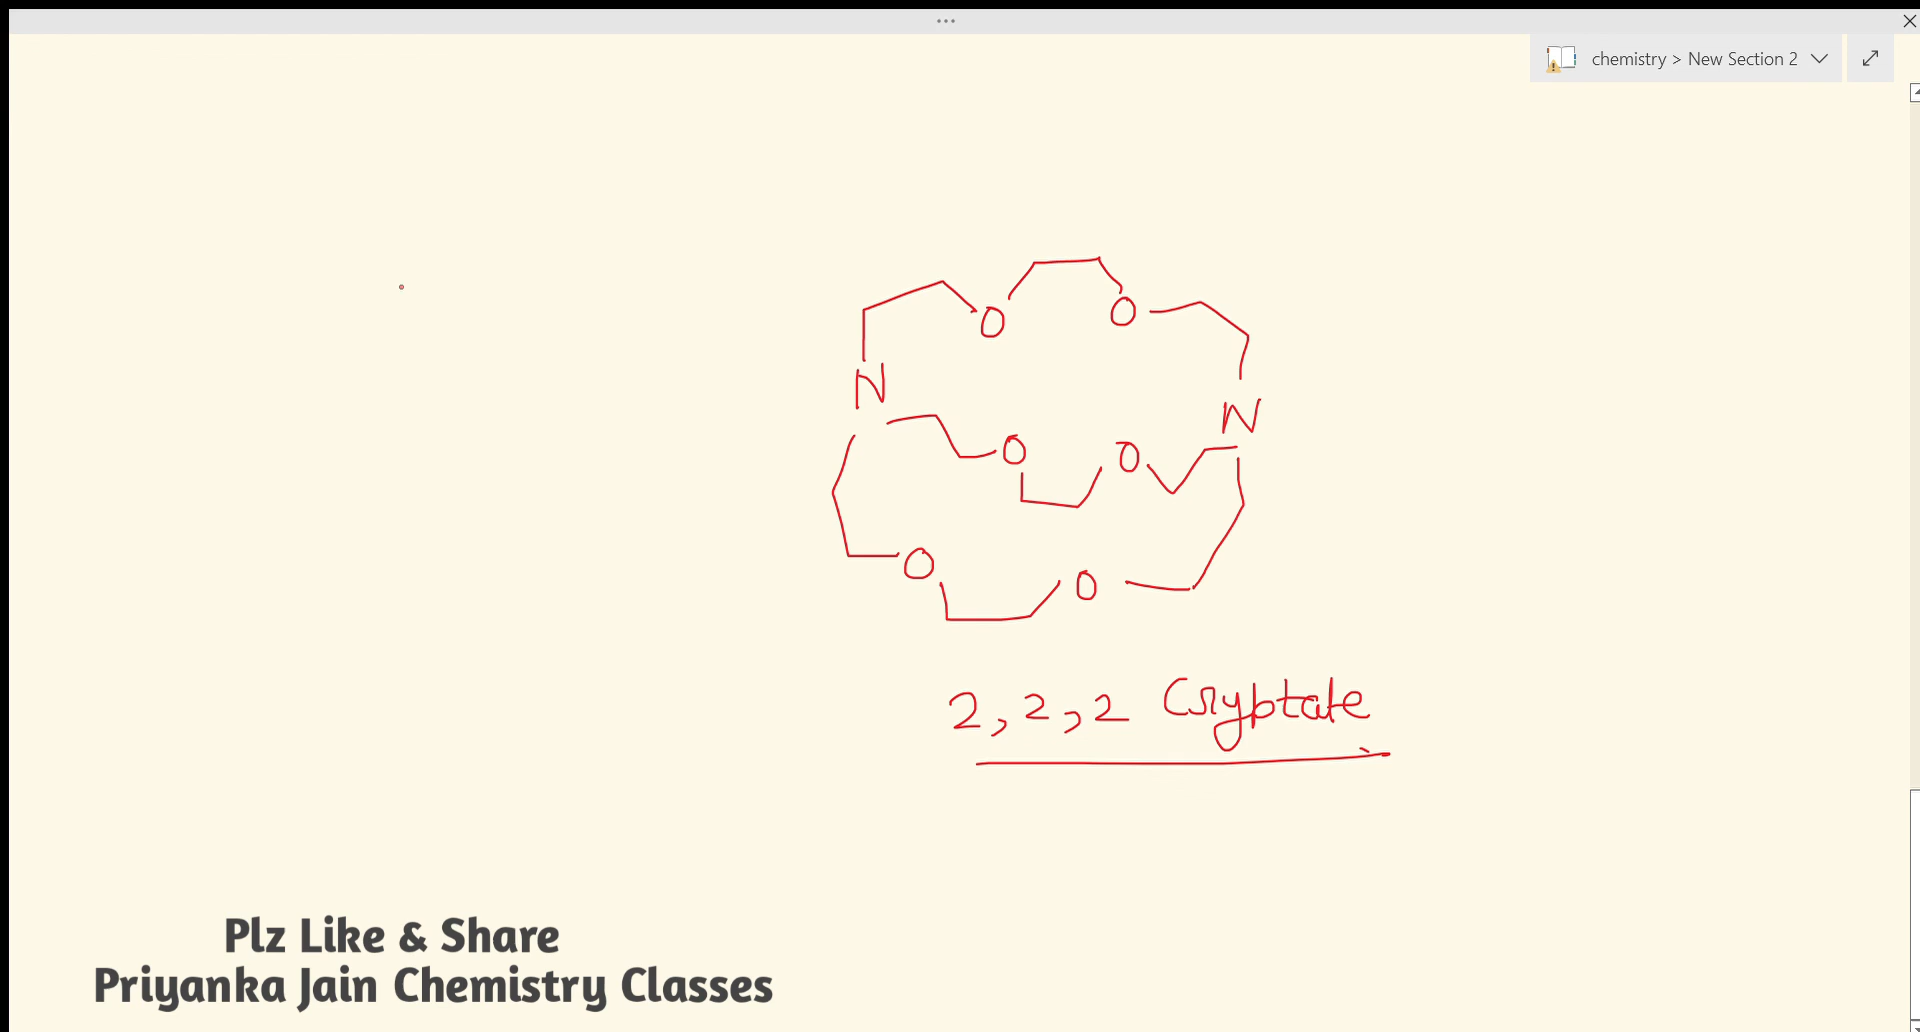 ...
chemistry > New Section 2
O O
N
N
O O
O O
2,2,2 Cryptate
Plz Like & Share
Priyanka Jain Chemistry Classes